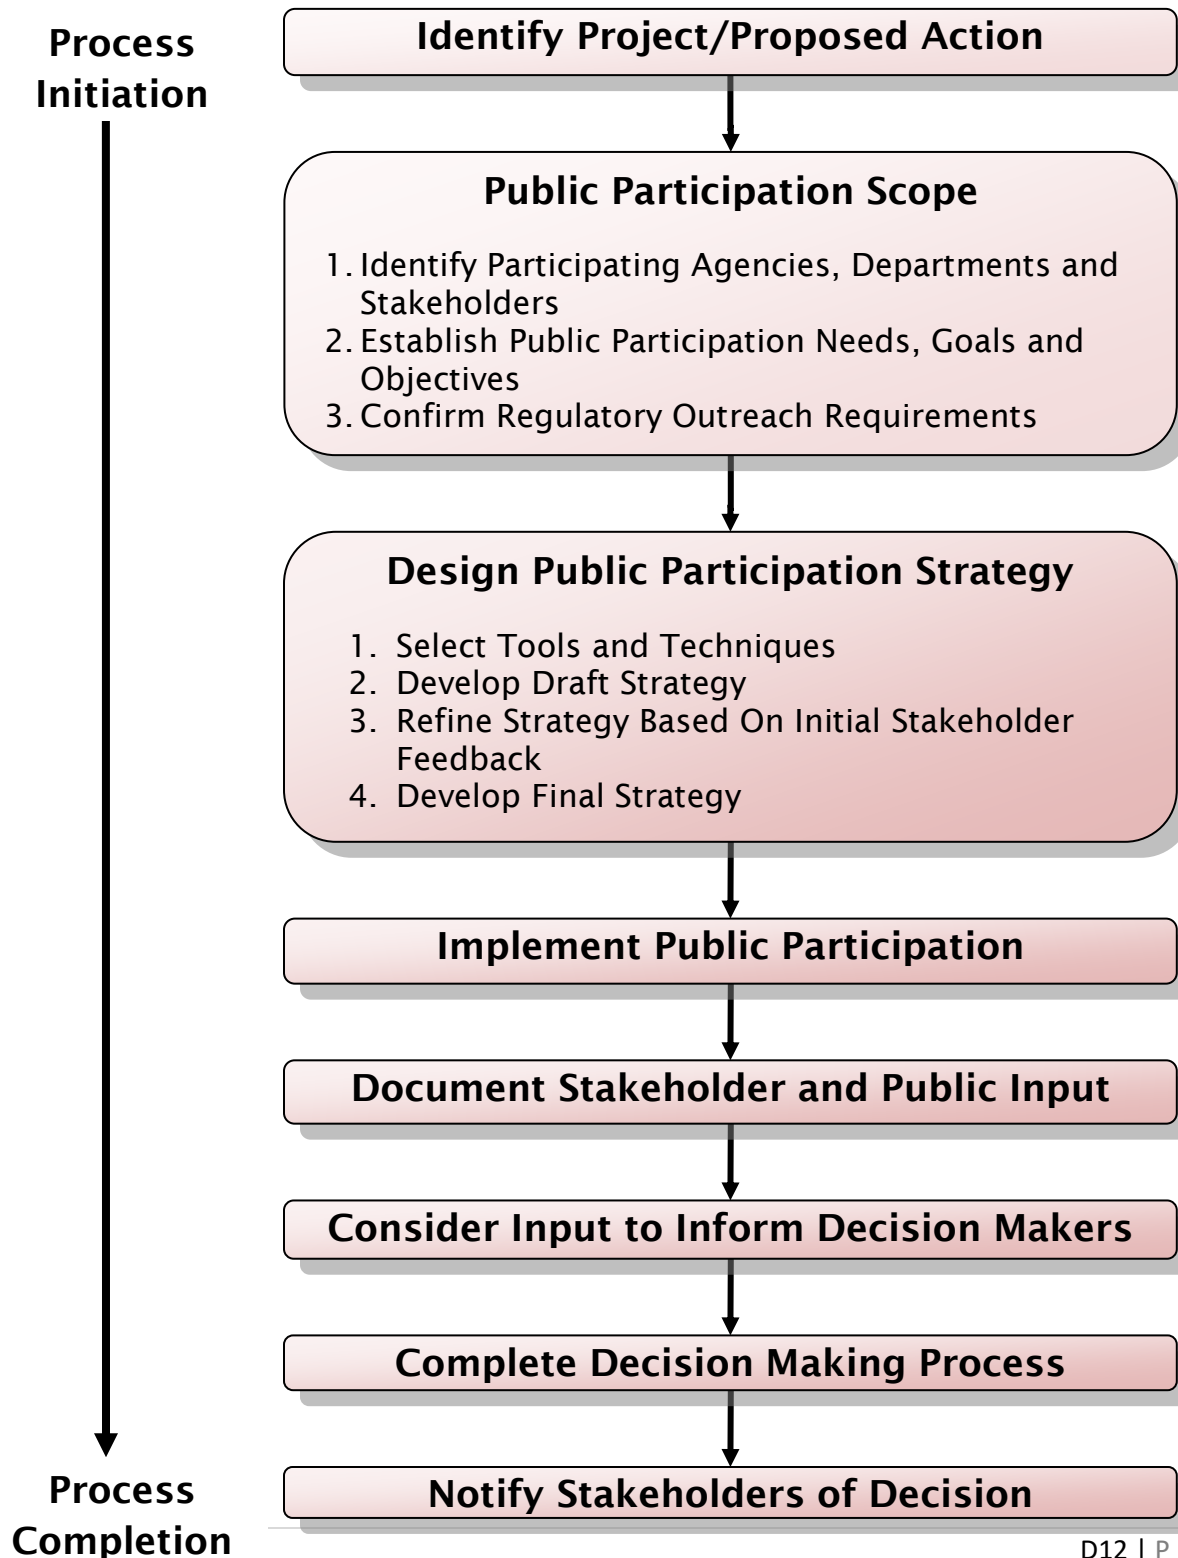 Process
Initiation
Identify Project/Proposed Action
Public Participation Scope
1. Identify Participating Agencies, Departments and
Stakeholders
2. Establish Public Participation Needs, Goals and
Objectives
3. Confirm Regulatory Outreach Requirements
Design Public Participation Strategy
1. Select Tools and Techniques
2. Develop Draft Strategy
3. Refine Strategy Based On Initial Stakeholder
Feedback
4. Develop Final Strategy
Implement Public Participation
Document Stakeholder and Public Input
Consider Input to Inform Decision Makers
Complete Decision Making Process
Notify Stakeholders of Decision
Process
Completion
D12 | P